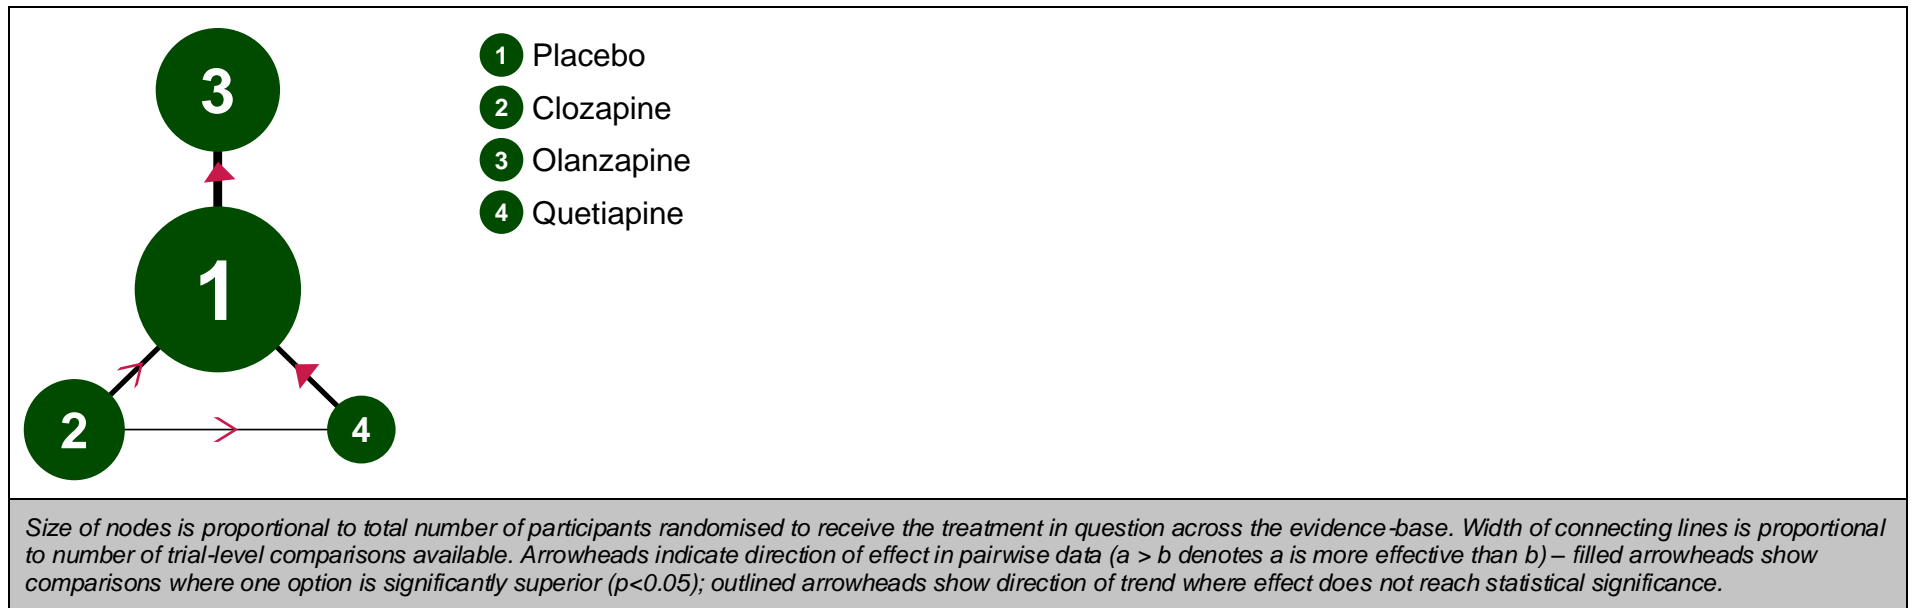 3
1
2
4
1 Placebo
2 Clozapine
3 Olanzapine
4 Quetiapine
Size of nodes is proportional to total number of participants randomised to receive the treatment in question across the evidence-base. Width of connecting lines is proportional
to number of trial-level comparisons available. Arrowheads indicate direction of effect in pairwise data (a > b denotes a is more effective than b) – filled arrowheads show
comparisons where one option is significantly superior (p<0.05); outlined arrowheads show direction of trend where effect does not reach statistical significance.